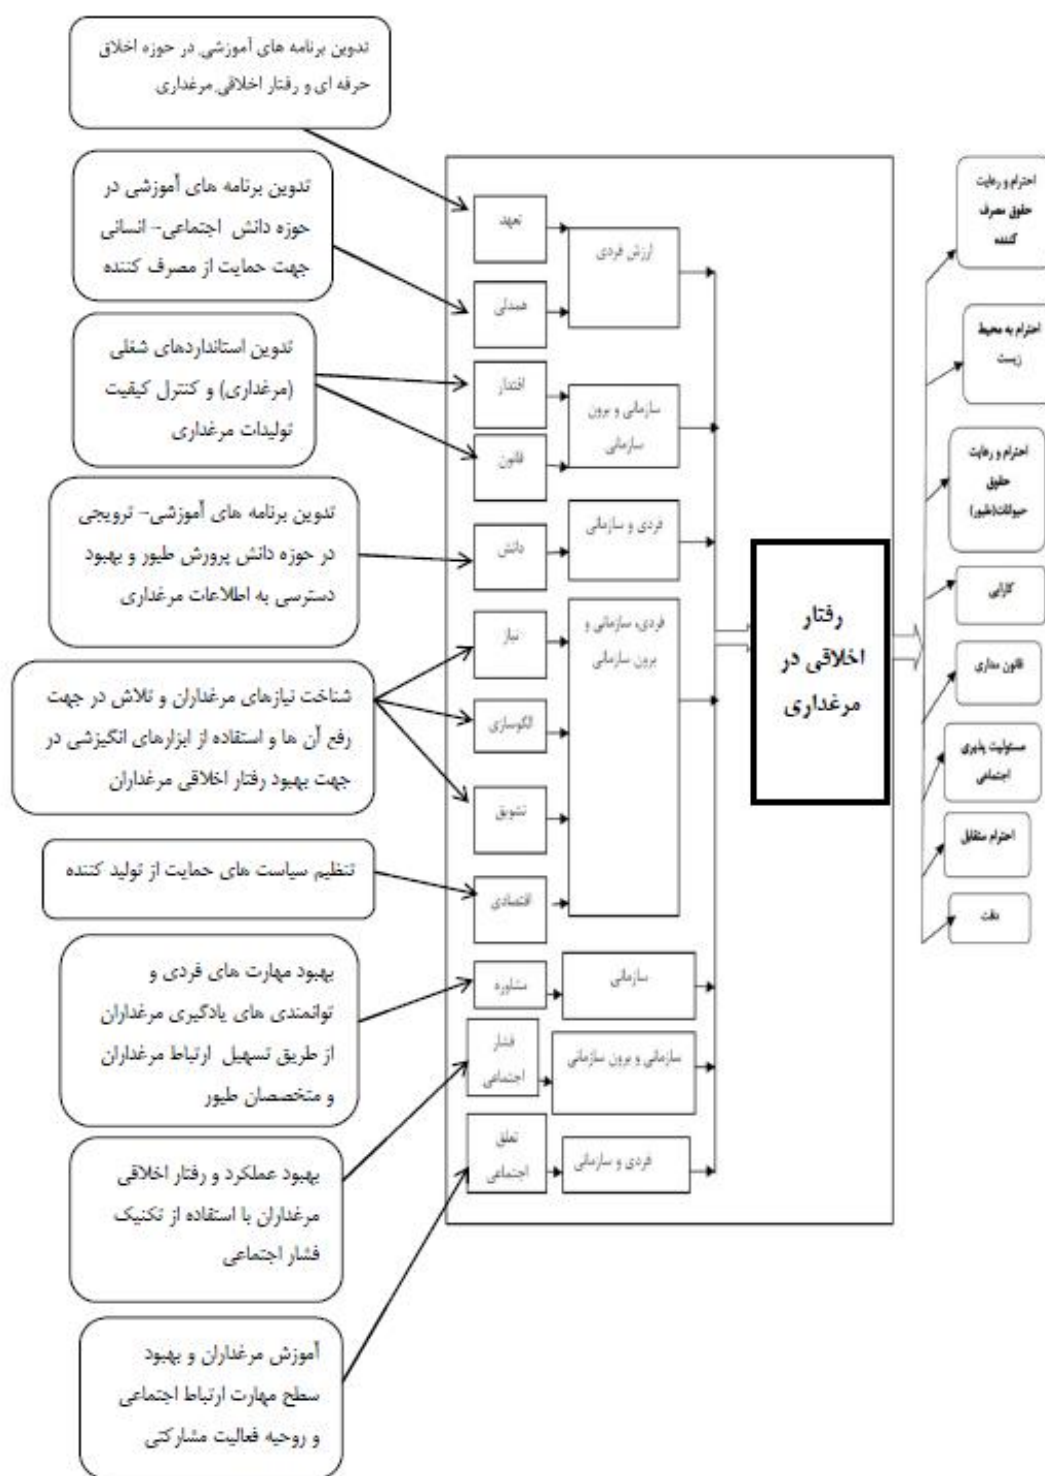 تدوین برنامه های آموزشی در حوزه اخلاق
حرفه ای و رفتار اخلاقی مرغداری
تدوین برنامه های آموزشی در
حوزه دانش اجتماعی- انسانی
جهت حمایت از مصرف کننده
تدوین استانداردهای شغلی
(مرغداری) و کنترل کیفیت
تولیدات مرغداری
تدوین برنامه های آموزشی- ترویجی
در حوزه دانش پرورش طیور و بهبود
دسترسی به اطلاعات مرغداری
شناخت نیازهای مرغداران و تلاش در جهت
رفع آن ها و استفاده از ابزارهای انگیزشی در
جهت بهبود رفتار اخلاقی مرغداران
تنظیم سیاست های حمایت از تولید کننده
بهبود مهارت های فردی و
توانمندی های یادگیری مرغداران
از طریق تسهیل ارتباط مرغداران
و متخصصان طیور
بهبود عملکرد و رفتار اخلاقی
مرغداران با استفاده از تکنیک
فشار اجتماعی
آموزش مرغداران و بهبود
سطح مهارت ارتباط اجتماعی
و روحیه فعالیت مشارکتی
تعهد
همدلی
اقتدار
قانون
دانش
نیاز
الگوسازی
تشویق
اقتصادی
مشاوره
فشار
اجتماعی
تعلق
اجتماعی
ارزش فردی
سازمانی و برون
سازمانی
فردی و سازمانی
فردی، سازمانی و
برون سازمانی
سازمانی
سازمانی و برون سازمانی
فردی و سازمانی
رفتار
اخلاقی در
مرغداری
احترام و رعایت
حقوق مصرف
کننده
احترام به محیط
زیست
احترام و رعایت
حقوق
حیوانات(طیور)
کارایی
قانون مداری
مسئولیت پذیری
اجتماعی
احترام متقابل
دقت